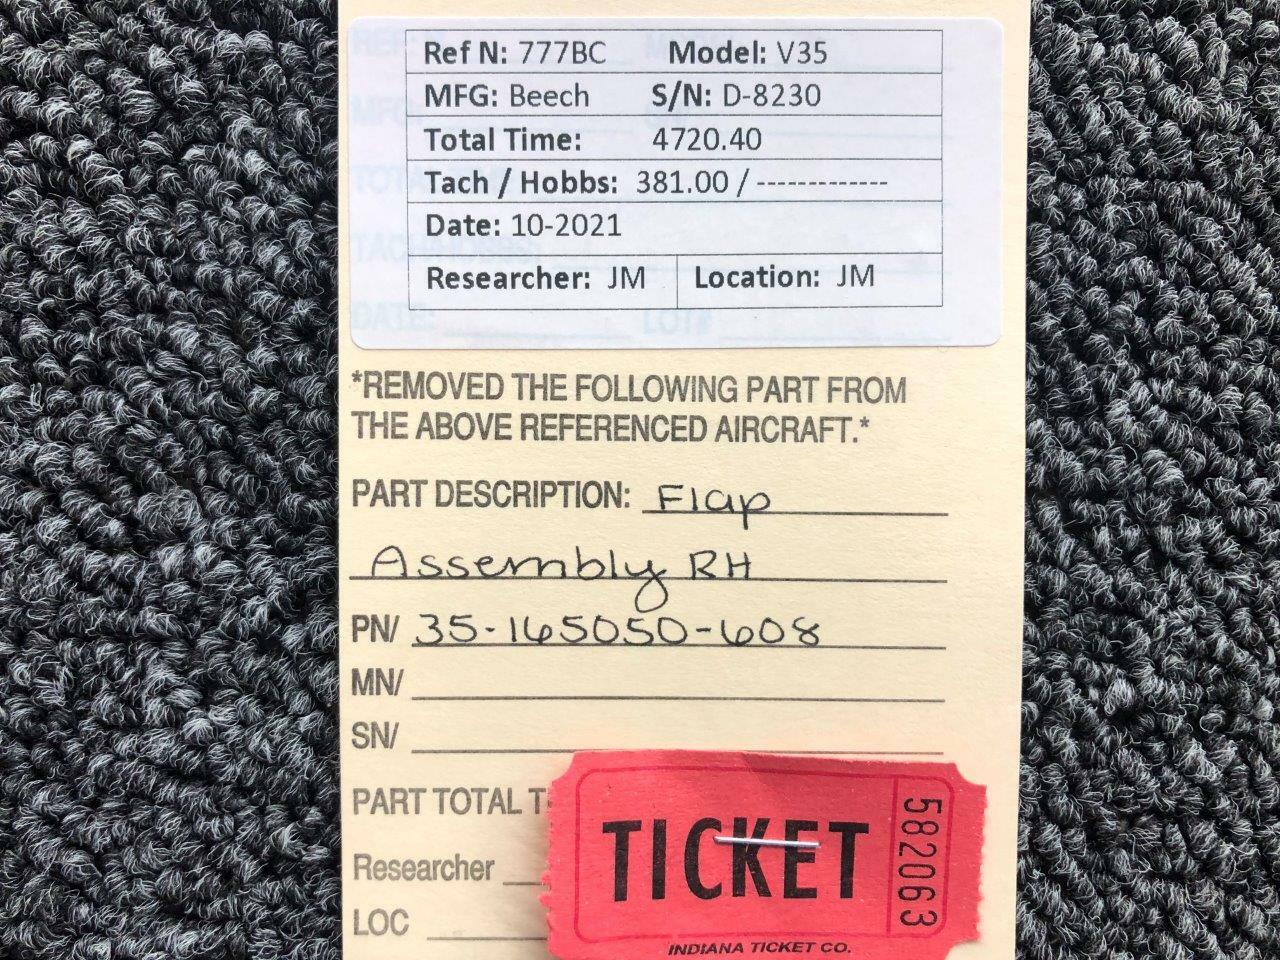 Ref N: 777BC Model: V35
MFG: Beech S/N: D-8230
Total Time: 4720.40
Tach / Hobbs: 381.00 / -------------
Date: 10-2021
Researcher: JM Location: JM
*REMOVED THE FOLLOWING PART FROM
THE ABOVE REFERENCED AIRCRAFT.*
PART DESCRIPTION: Flap
Assembly RH
PN/ 35-165050-608
MN/
SN/
PART TOTAL
Researcher
LOC
TICKET
582063
INDIANA TICKET CO.